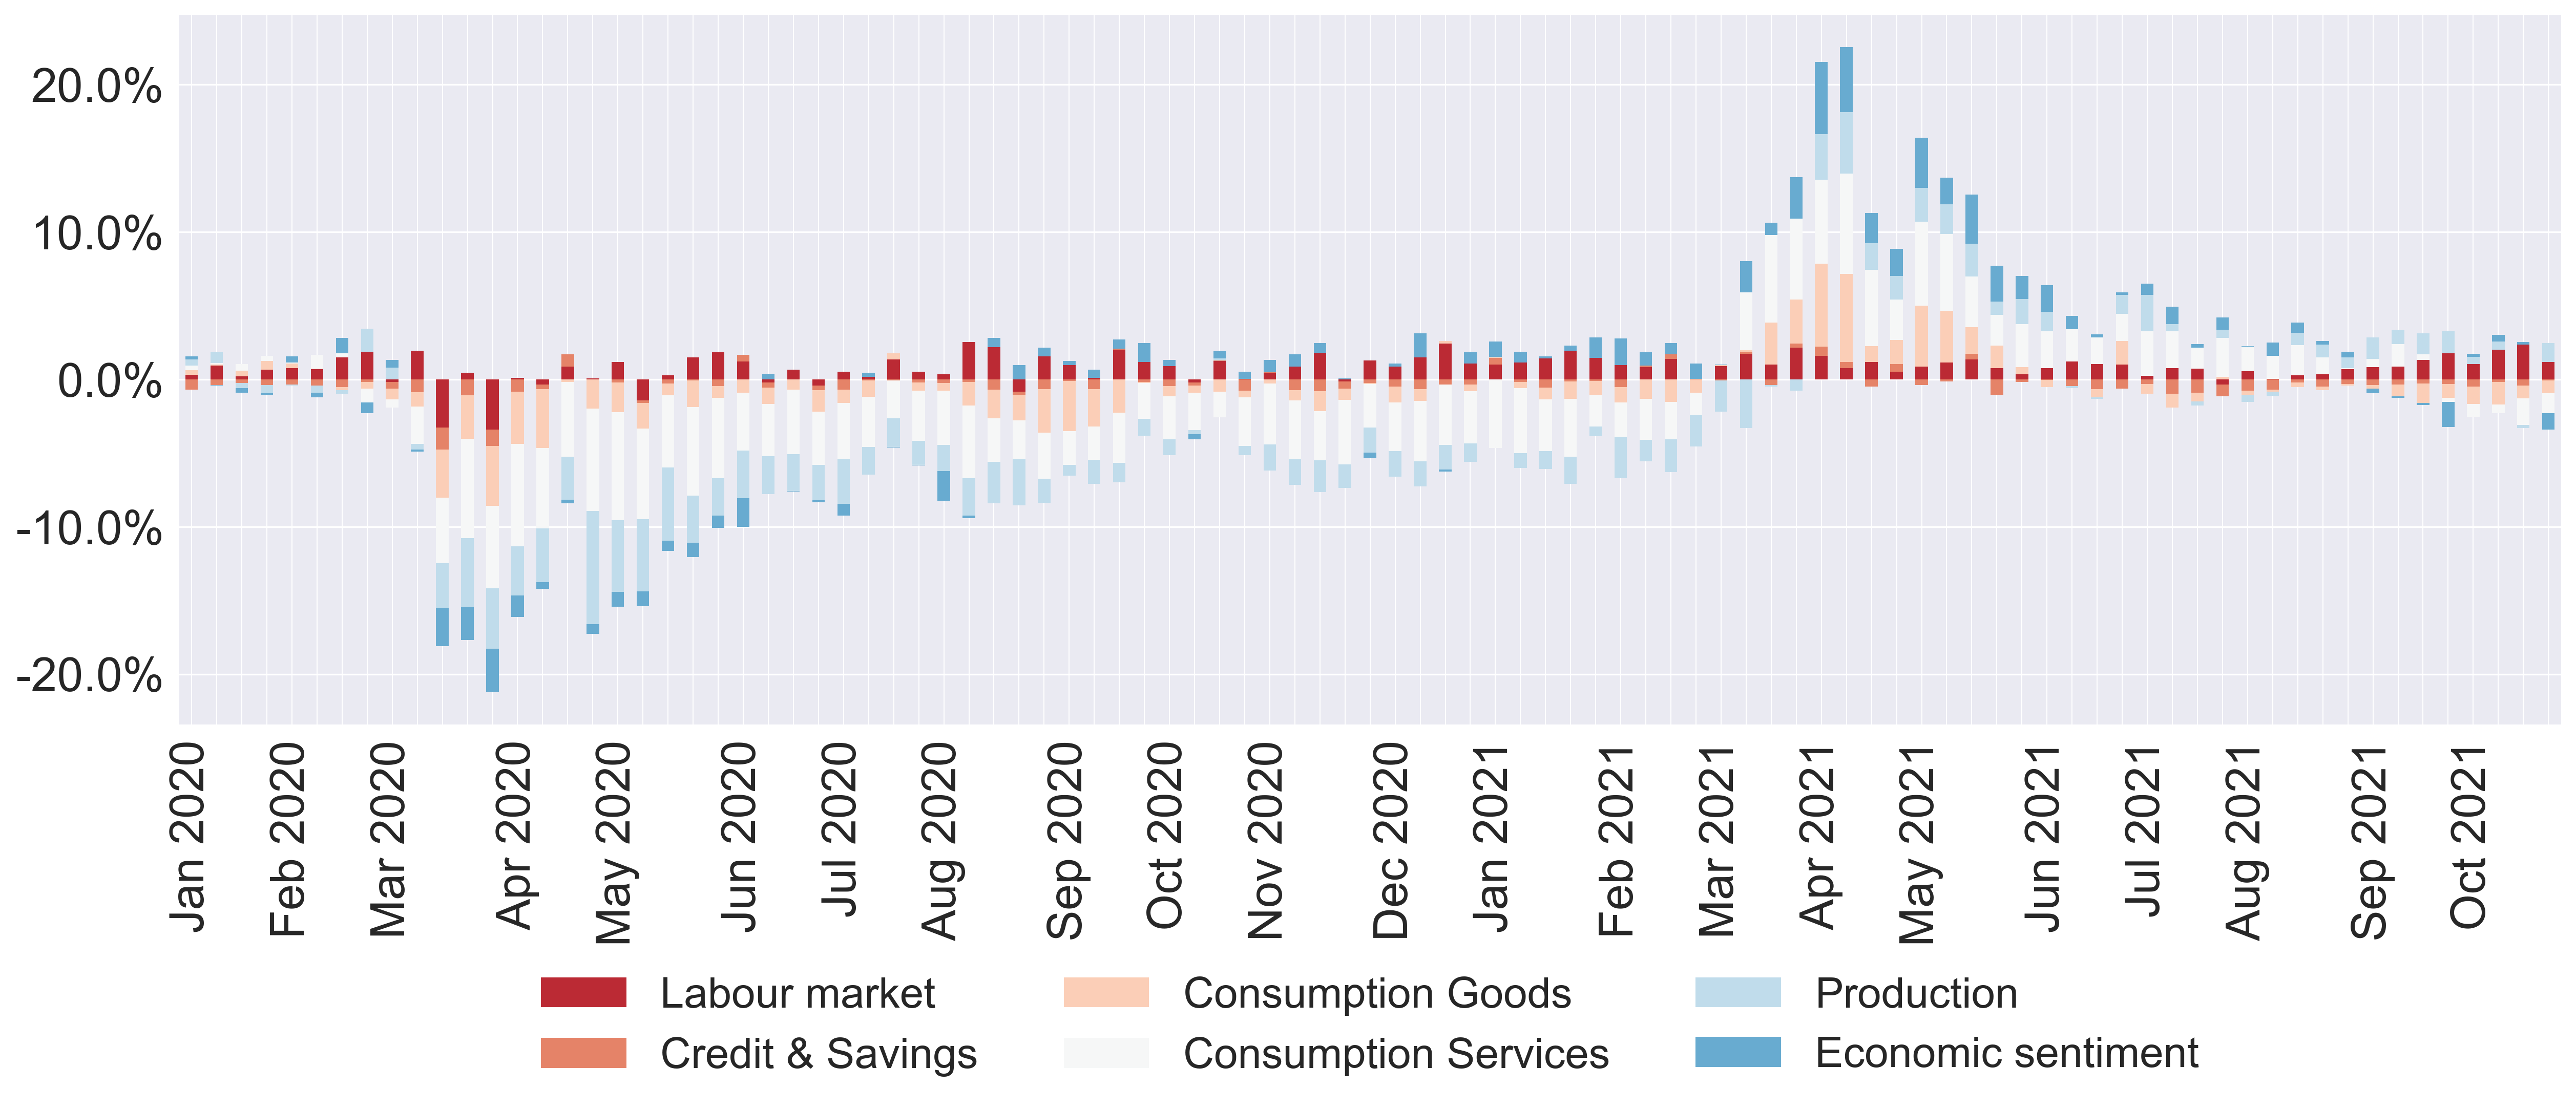 20.0%
10.0%
0.0%
-10.0%
-20.0%
Jan 2020
Feb 2020
Mar 2020
Apr 2020
May 2020
Jun 2020
Jul 2020
Aug 2020
Sep 2020
Oct 2020
Nov 2020
Dec 2020
Jan 2021
Feb 2021
Mar 2021
Apr 2021
May 2021
Jun 2021
Jul 2021
Aug 2021
Sep 2021
Oct 2021
Labour market
Consumption Goods
Production
Credit & Savings
Consumption Services
Economic sentiment